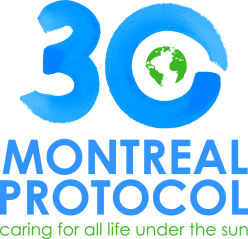 30
MONTREAL
PROTOCOL
caring for all life under the sun